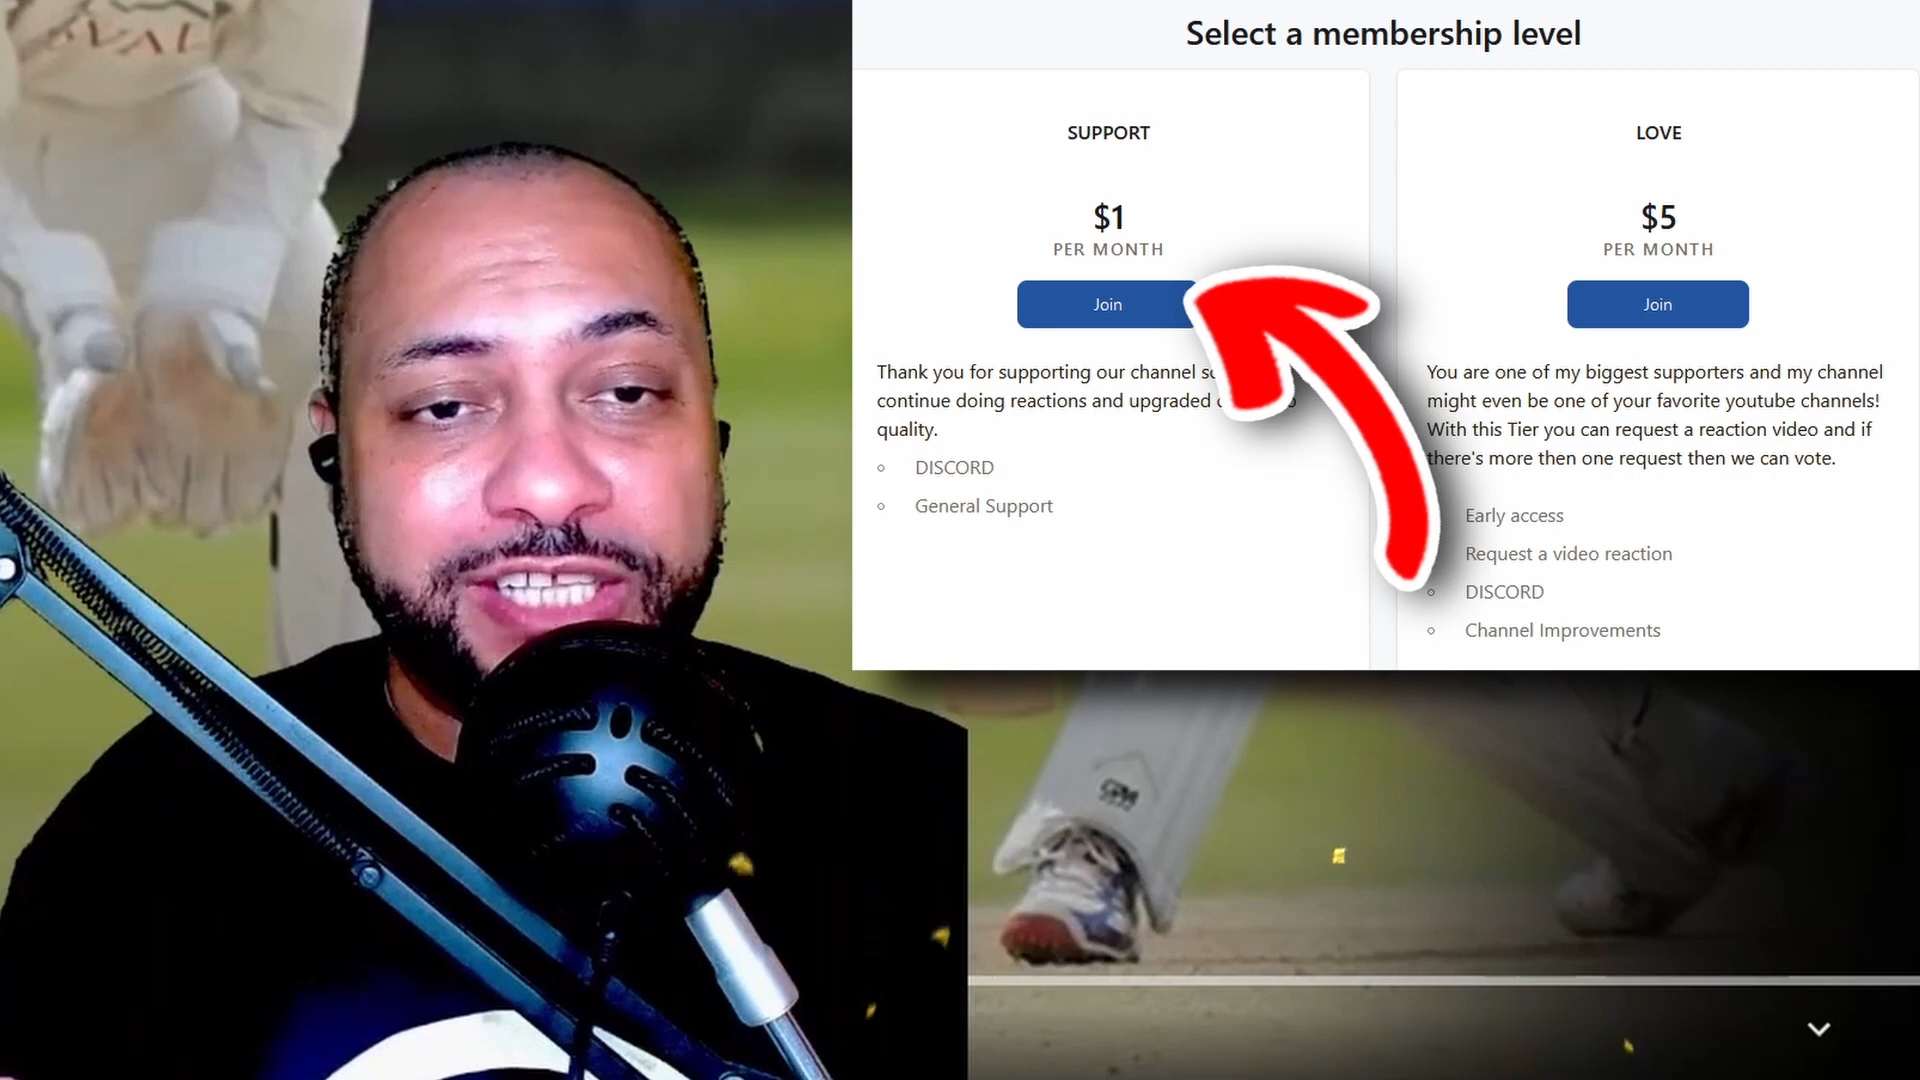 Select a membership level
SUPPORT
$1
PER MONTH
Join
Thank you for supporting our channel
continue doing reactions and upgraded
quality.
DISCORD
General Support
LOVE
$5
PER MONTH
Join
You are one of my biggest supporters and my channel
might even be one of your favorite youtube channels!
With this Tier you can request a reaction video and if
there's more then one request then we can vote.
Early access
Request a video reaction
DISCORD
Channel Improvements
GM